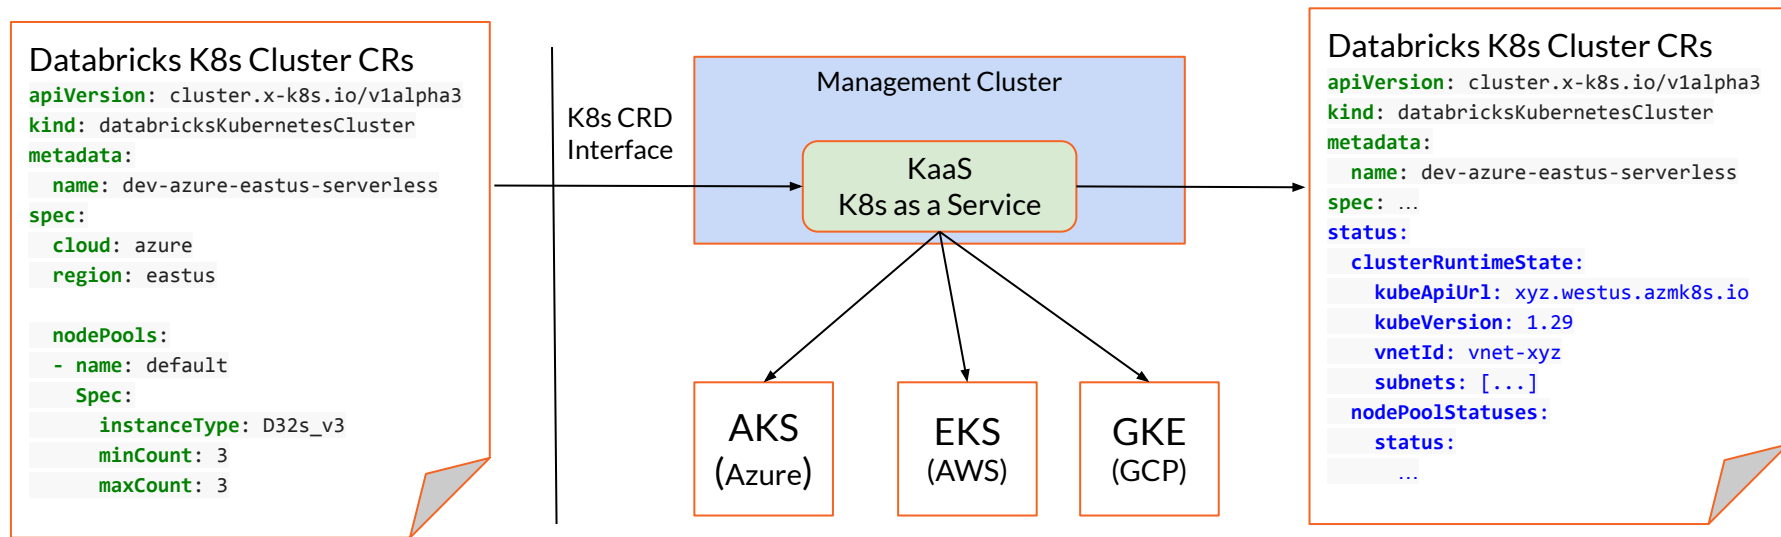 Databricks K8s Cluster CRs
apiVersion: cluster.x-k8s.io/v1alpha3
kind: databricksKubernetesCluster
metadata:
  name: dev-azure-eastus-serverless
spec:
  cloud: azure
  region: eastus
  nodePools:
  - name: default
    Spec:
      instanceType: D32s_v3
      minCount: 3
      maxCount: 3
K8s CRD
Interface
Management Cluster
KaaS
K8s as a Service
AKS
(Azure)
EKS
(AWS)
GKE
(GCP)
Databricks K8s Cluster CRs
apiVersion: cluster.x-k8s.io/v1alpha3
kind: databricksKubernetesCluster
metadata:
  name: dev-azure-eastus-serverless
spec: …
status:
  clusterRuntimeState:
    kubeApiUrl: xyz.westus.azmk8s.io
    kubeVersion: 1.29
    vnetId: vnet-xyz
    subnets: [...]
  nodePoolStatuses:
    status:
      …